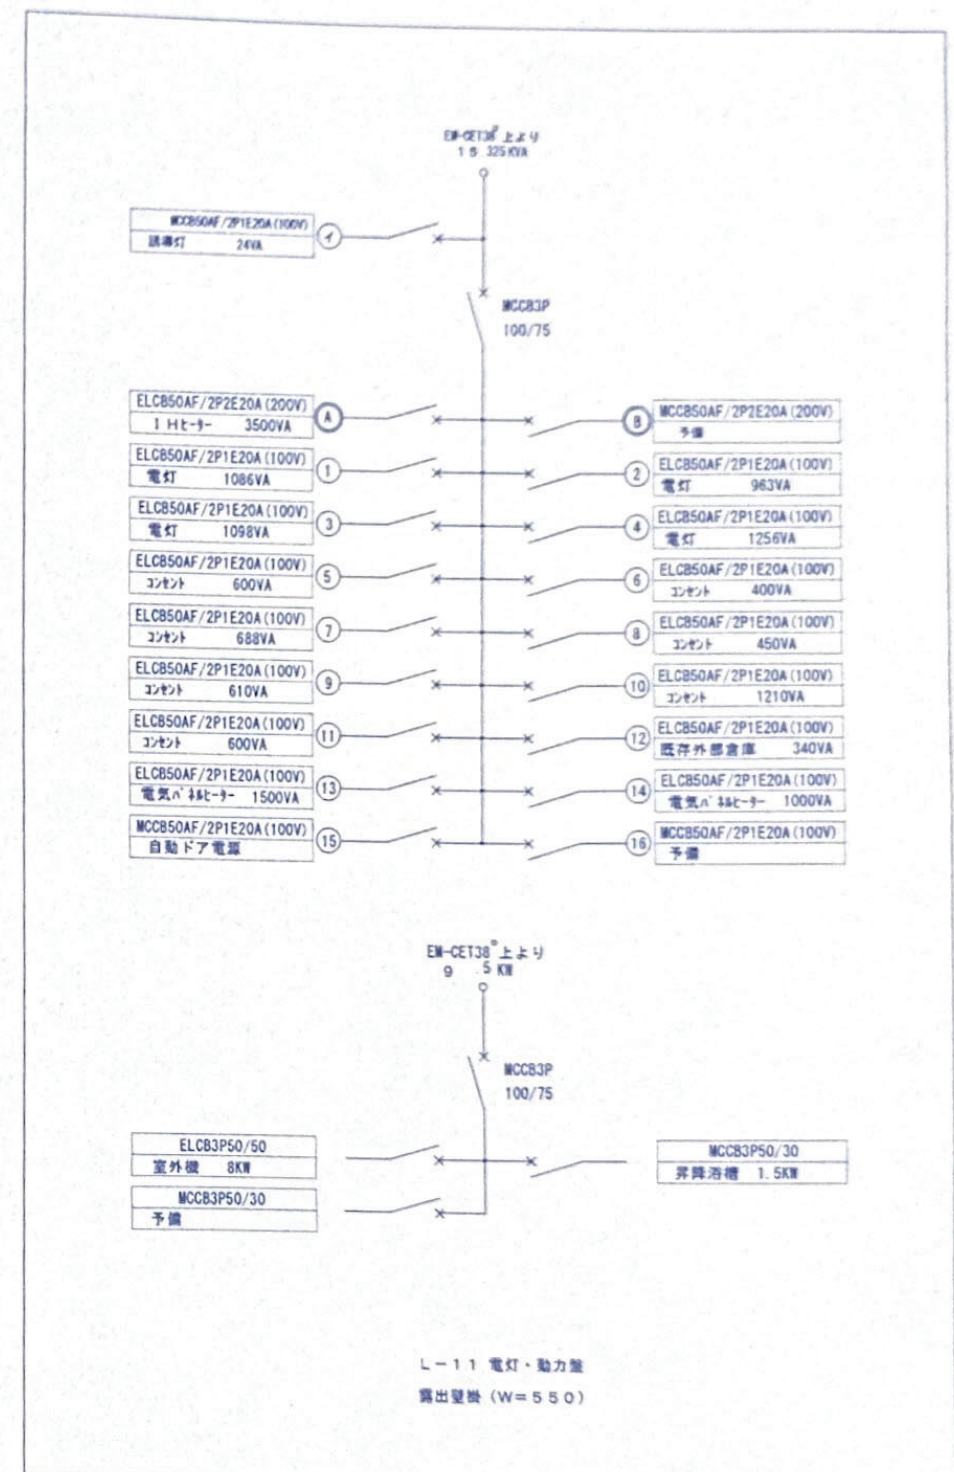 EM-CET38° 上より
15 325KVA
MCCB50AF/2P1E20A(100V)
誘導灯 24VA
イ
MCCB3P
100/75
ELCB50AF/2P2E20A(200V)
IHヒーター 3500VA
A
B
MCCB50AF/2P2E20A(200V)
予備
ELCB50AF/2P1E20A(100V)
電灯 1086VA
1
2
ELCB50AF/2P1E20A(100V)
電灯 963VA
ELCB50AF/2P1E20A(100V)
電灯 1098VA
3
4
ELCB50AF/2P1E20A(100V)
電灯 1256VA
ELCB50AF/2P1E20A(100V)
コンセント 600VA
5
6
ELCB50AF/2P1E20A(100V)
コンセント 400VA
ELCB50AF/2P1E20A(100V)
コンセント 688VA
7
8
ELCB50AF/2P1E20A(100V)
コンセント 450VA
ELCB50AF/2P1E20A(100V)
コンセント 610VA
9
10
ELCB50AF/2P1E20A(100V)
コンセント 1210VA
ELCB50AF/2P1E20A(100V)
コンセント 600VA
11
12
ELCB50AF/2P1E20A(100V)
既存外部倉庫 340VA
ELCB50AF/2P1E20A(100V)
電気パネルヒーター 1500VA
13
14
ELCB50AF/2P1E20A(100V)
電気パネルヒーター 1000VA
MCCB50AF/2P1E20A(100V)
自動ドア電源
15
16
MCCB50AF/2P1E20A(100V)
予備
EM-CET38° 上より
9 .5KW
MCCB3P
100/75
ELCB3P50/50
室外機 8KW
MCCB3P50/30
昇降浴槽 1.5KW
MCCB3P50/30
予備
L-11 電灯・動力盤
露出壁掛 (W=550)